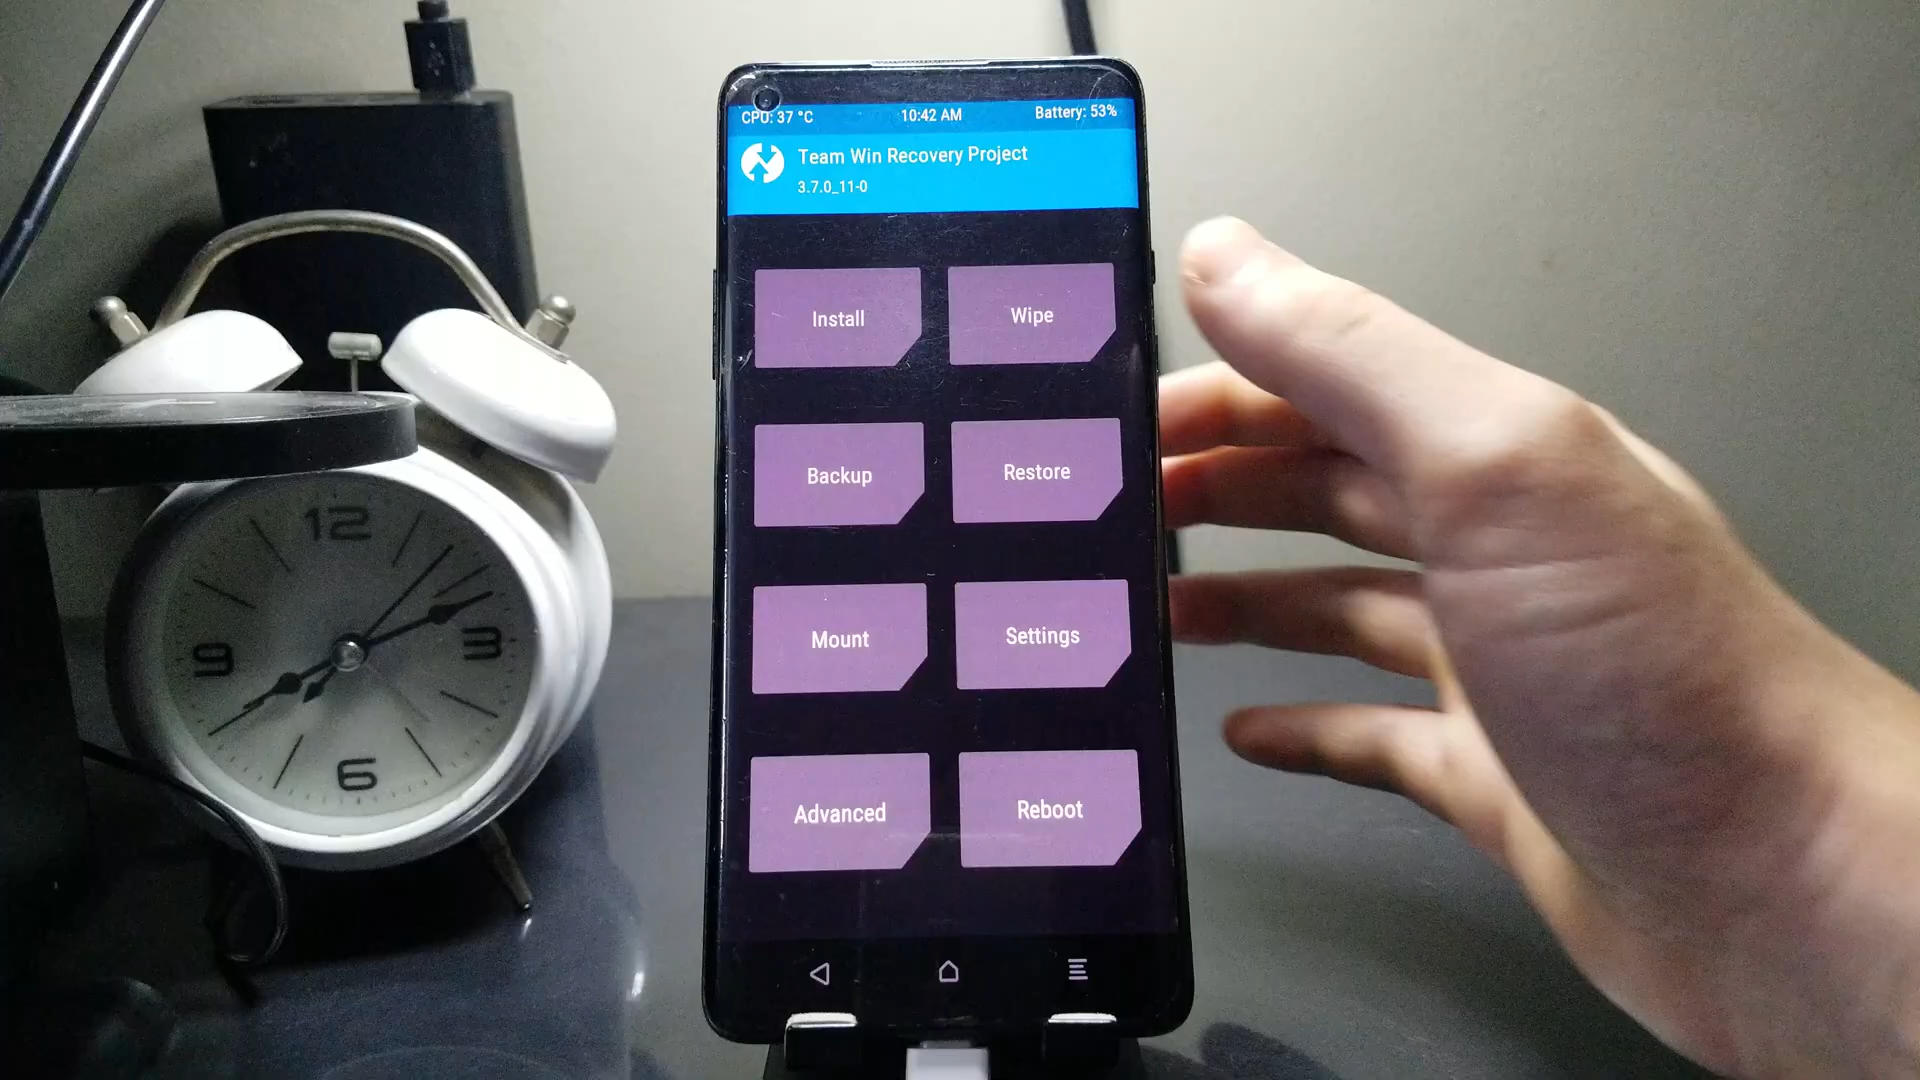 CPU: 37 °C 10:42 AM Battery: 53%
Team Win Recovery Project
3.7.0_11-0
Install Wipe
Backup Restore
Mount Settings
Advanced Reboot
12
9 3
6